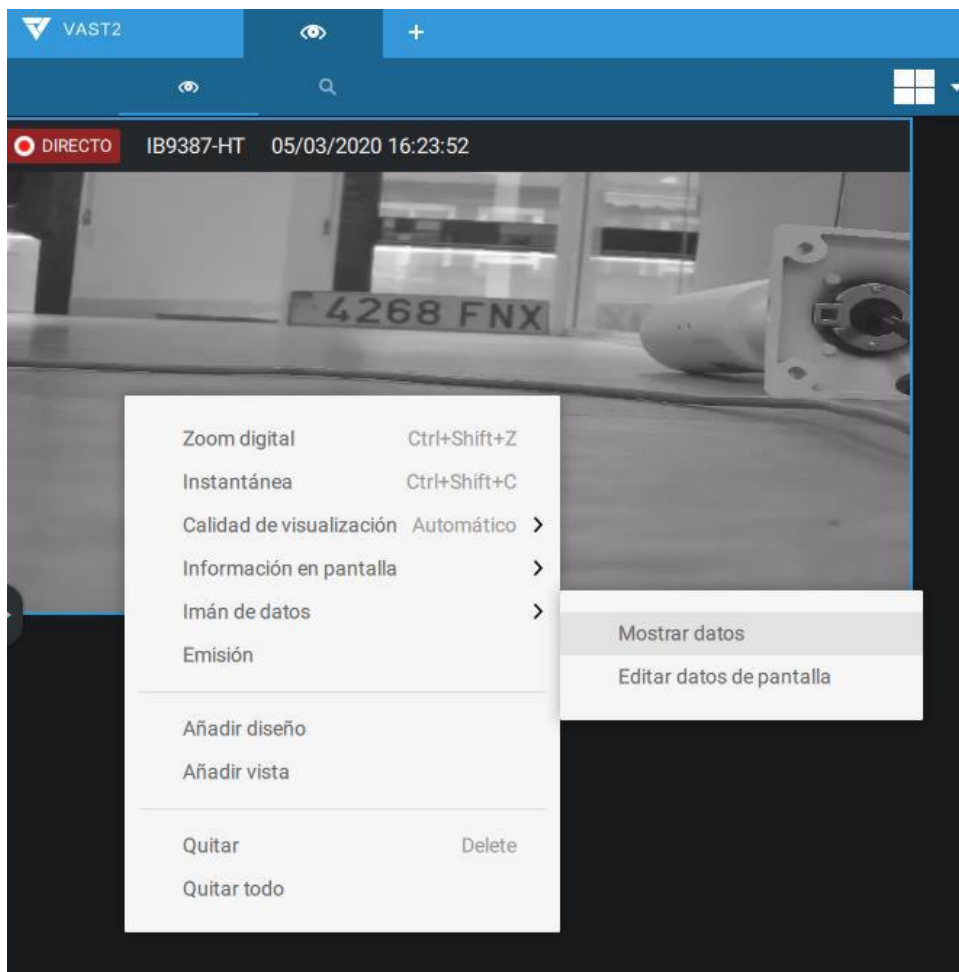 VAST2
DIRECTO IB9387-HT 05/03/2020 16:23:52
4268 FNX
Zoom digital Ctrl+Shift+Z
Instantánea Ctrl+Shift+C
Calidad de visualización Automático
Información en pantalla
Imán de datos
Mostrar datos
Emisión
Editar datos de pantalla
Añadir diseño
Añadir vista
Quitar Delete
Quitar todo